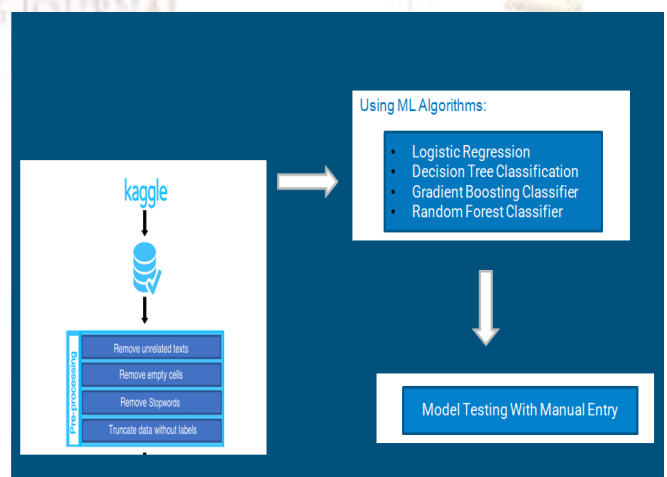 kaggle
Pre-processing
Remove unrelated texts
Remove empty cells
Remove Stopwords
Truncate data without labels
Using ML Algorithms:
• Logistic Regression
• Decision Tree Classification
• Gradient Boosting Classifier
• Random Forest Classifier
Model Testing With Manual Entry